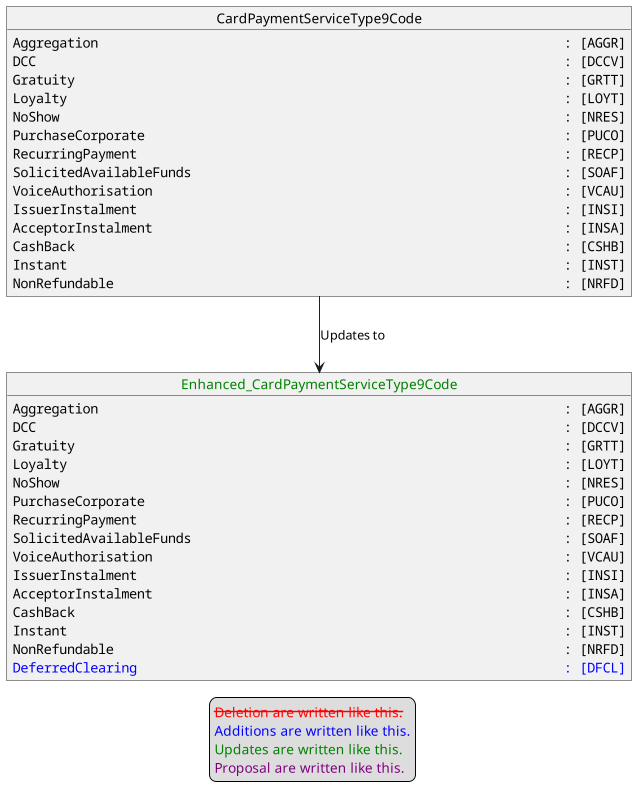 CardPaymentServiceType9Code
Aggregation : [AGGR]
DCC : [DCCV]
Gratuity : [GRTT]
Loyalty : [LOYT]
NoShow : [NRES]
PurchaseCorporate : [PUCO]
RecurringPayment : [RECP]
SolicitedAvailableFunds : [SOAF]
VoiceAuthorisation : [VCAU]
IssuerInstalment : [INSI]
AcceptorInstalment : [INSA]
CashBack : [CSHB]
Instant : [INST]
NonRefundable : [NRFD]
Updates to
Enhanced_CardPaymentServiceType9Code
Aggregation : [AGGR]
DCC : [DCCV]
Gratuity : [GRTT]
Loyalty : [LOYT]
NoShow : [NRES]
PurchaseCorporate : [PUCO]
RecurringPayment : [RECP]
SolicitedAvailableFunds : [SOAF]
VoiceAuthorisation : [VCAU]
IssuerInstalment : [INSI]
AcceptorInstalment : [INSA]
CashBack : [CSHB]
Instant : [INST]
NonRefundable : [NRFD]
DeferredClearing : [DFCL]
Deletion are written like this.
Additions are written like this.
Updates are written like this.
Proposal are written like this.